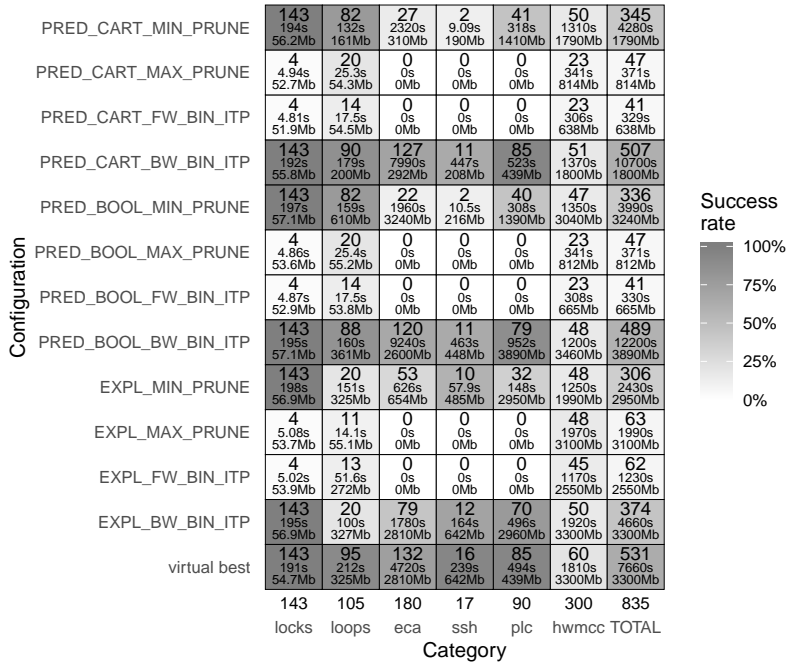 PRED_CART_MIN_PRUNE
143 82 27 2 41 50 345
194s 132s 2320s 9.09s 318s 1310s 4280s
56.2Mb 161Mb 310Mb 190Mb 1410Mb 1790Mb 1790Mb
PRED_CART_MAX_PRUNE
4 20 0 0 0 23 47
4.94s 25.3s 0s 0s 0s 341s 371s
52.7Mb 54.3Mb 0Mb 0Mb 0Mb 814Mb 814Mb
PRED_CART_FW_BIN_ITP
4 14 0 0 0 23 41
4.81s 17.5s 0s 0s 0s 306s 329s
51.9Mb 54.5Mb 0Mb 0Mb 0Mb 638Mb 638Mb
PRED_CART_BW_BIN_ITP
143 90 127 11 85 51 507
192s 179s 7990s 447s 523s 1370s 10700s
55.8Mb 200Mb 292Mb 208Mb 439Mb 1800Mb 1800Mb
PRED_BOOL_MIN_PRUNE
143 82 22 2 40 47 336
197s 159s 1960s 10.5s 308s 1350s 3990s
57.1Mb 610Mb 3240Mb 216Mb 1390Mb 3040Mb 3240Mb
PRED_BOOL_MAX_PRUNE
4 20 0 0 0 23 47
4.86s 25.4s 0s 0s 0s 341s 371s
53.6Mb 55.2Mb 0Mb 0Mb 0Mb 812Mb 812Mb
PRED_BOOL_FW_BIN_ITP
4 14 0 0 0 23 41
4.87s 17.5s 0s 0s 0s 308s 330s
52.9Mb 53.8Mb 0Mb 0Mb 0Mb 665Mb 665Mb
PRED_BOOL_BW_BIN_ITP
143 88 120 11 79 48 489
195s 160s 9240s 463s 952s 1200s 12200s
57.1Mb 361Mb 2600Mb 448Mb 3890Mb 3460Mb 3890Mb
EXPL_MIN_PRUNE
143 20 53 10 32 48 306
198s 151s 626s 57.9s 148s 1250s 2430s
56.9Mb 325Mb 654Mb 485Mb 2950Mb 1990Mb 2950Mb
EXPL_MAX_PRUNE
4 11 0 0 0 48 63
5.08s 14.1s 0s 0s 0s 1970s 1990s
53.7Mb 55.1Mb 0Mb 0Mb 0Mb 3100Mb 3100Mb
EXPL_FW_BIN_ITP
4 13 0 0 0 45 62
5.02s 51.6s 0s 0s 0s 1170s 1230s
53.9Mb 272Mb 0Mb 0Mb 0Mb 2550Mb 2550Mb
EXPL_BW_BIN_ITP
143 20 79 12 70 50 374
195s 100s 1780s 164s 496s 1920s 4660s
56.9Mb 327Mb 2810Mb 642Mb 2960Mb 3300Mb 3300Mb
virtual best
143 95 132 16 85 60 531
191s 212s 4720s 239s 494s 1810s 7660s
54.7Mb 325Mb 2810Mb 642Mb 439Mb 3300Mb 3300Mb
143 105 180 17 90 300 835
locks loops eca ssh plc hwmcc TOTAL
Category
Configuration
Success
rate
100%
75%
50%
25%
0%